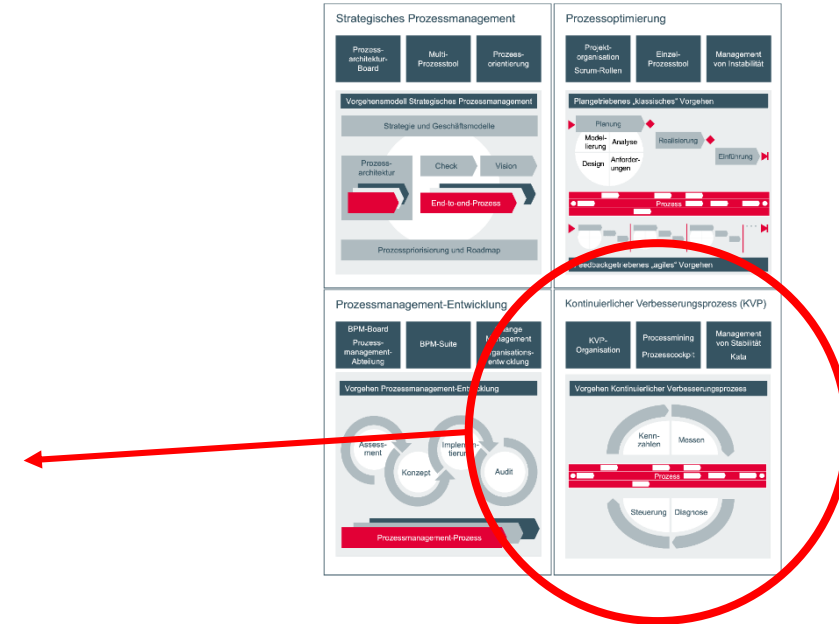 Strategisches Prozessmanagement
Prozess-
architektur-
Board
Multi-
Prozesstool
Prozess-
orientierung
Vorgehensmodell Strategisches Prozessmanagement
Strategie und Geschäftsmodelle
Prozess-
architektur
Check
Vision
End-to-end-Prozess
Prozesspriorisierung und Roadmap
Prozessoptimierung
Projekt-
organisation
Scrum-Rollen
Einzel-
Prozesstool
Management
von Instabilität
Plangetriebenes „klassisches" Vorgehen
Planung
Model-
lierung
Analyse
Design
Anforder-
ungen
Realisierung
Einführung
Prozess
Feedbackgetriebenes „agiles" Vorgehen
Prozessmanagement-Entwicklung
BPM-Board
Prozess-
management-
Abteilung
BPM-Suite
Change
Management
Organisations-
entwicklung
Vorgehen Prozessmanagement-Entwicklung
Assess-
ment
Konzept
Implemen-
tierung
Audit
Prozessmanagement-Prozess
Kontinuierlicher Verbesserungsprozess (KVP)
KVP-
Organisation
Processmining
Prozesscockpit
Management
von Stabilität
Kata
Vorgehen Kontinuierlicher Verbesserungsprozess
Kenn-
zahlen
Messen
Prozess
Steuerung
Diagnose